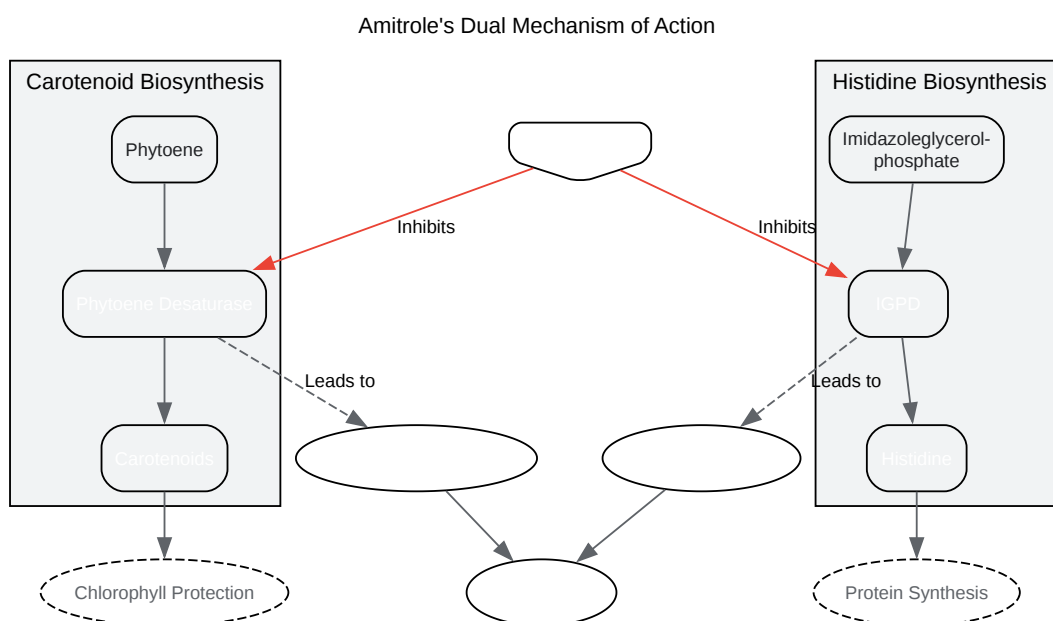 Amitrole's Dual Mechanism of Action
Carotenoid Biosynthesis
Histidine Biosynthesis
Phytoene
Imidazoleglycerol-
phosphate
Inhibits
Inhibits
Phytoene Desaturase
IGPD
Leads to
Leads to
Carotenoids
Histidine
Chlorophyll Protection
Protein Synthesis